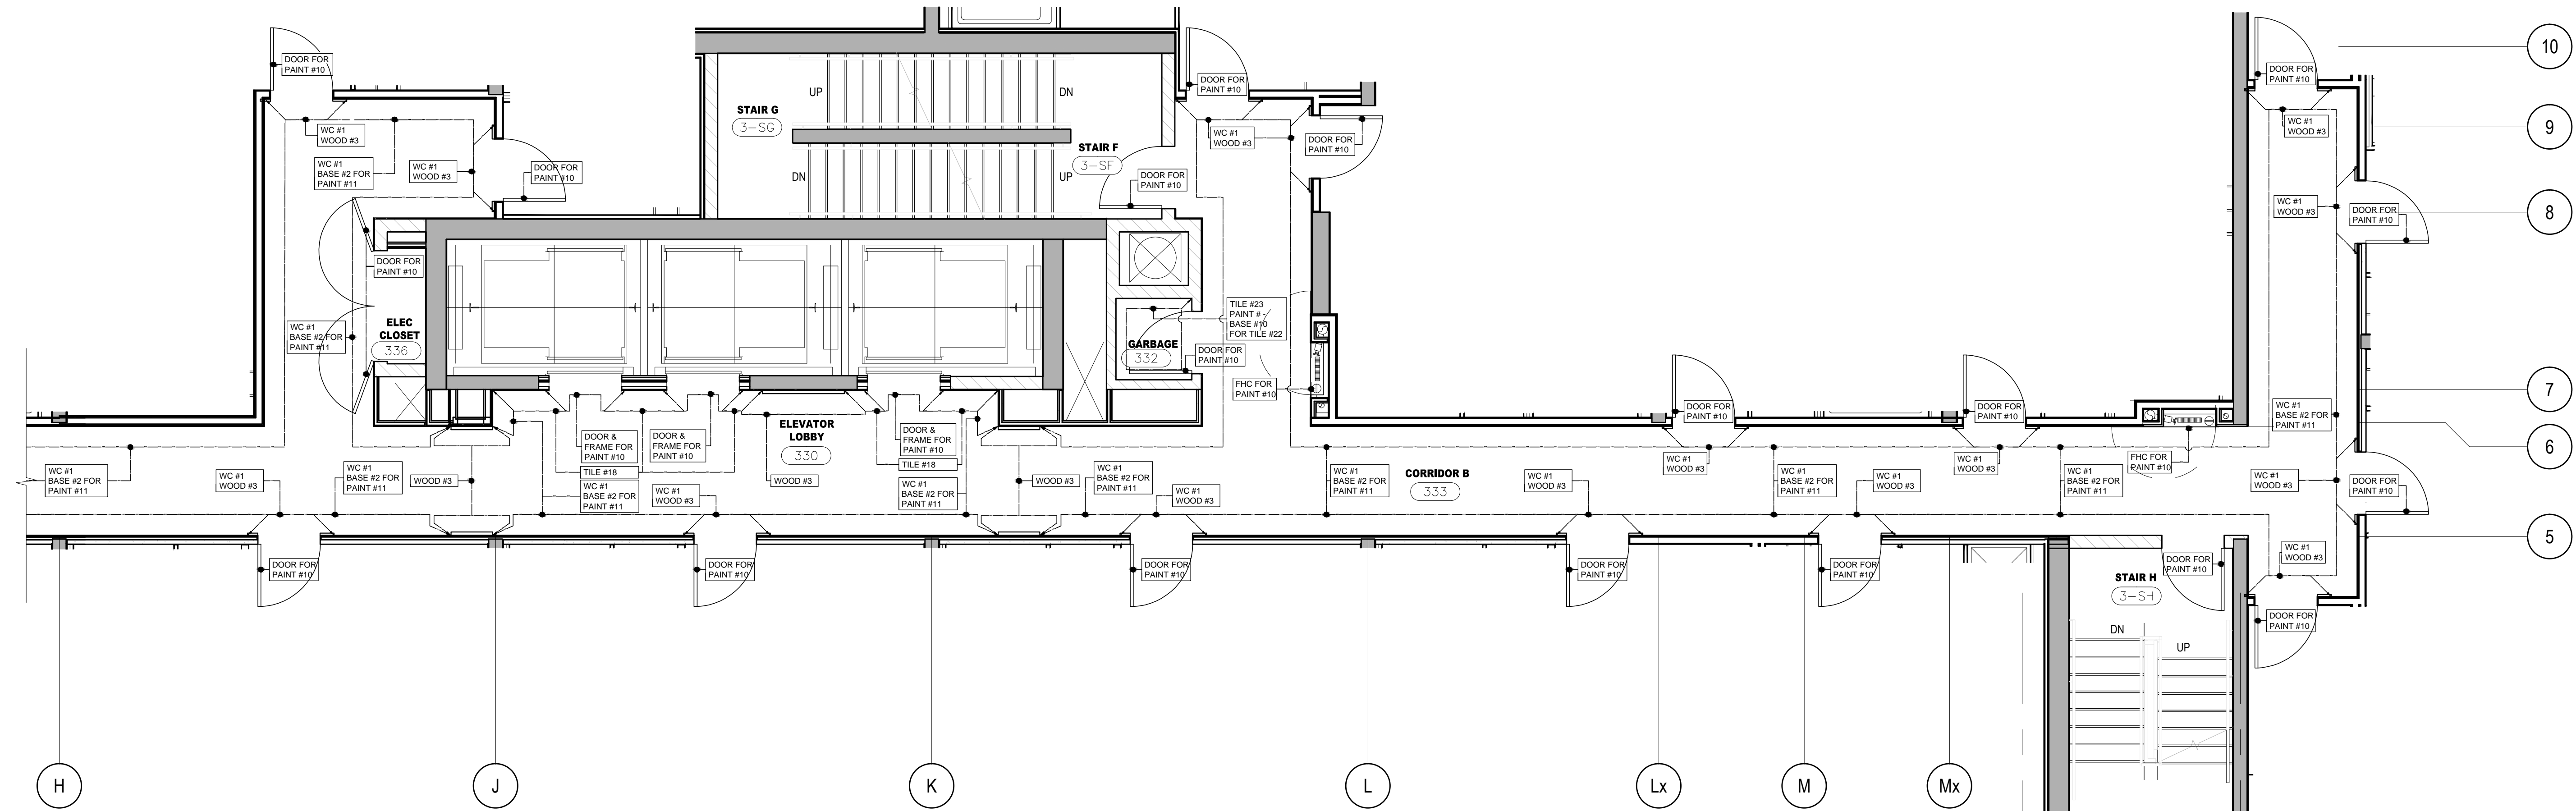 DOOR FOR
PAINT #10
WC #1
WOOD #3
WC #1
BASE #2 FOR
PAINT #11
WC #1
WOOD #3
DOOR FOR
PAINT #10
DOOR FOR
PAINT #10
WC #1
BASE #2 FOR
PAINT #11
ELEC
CLOSET
336
WC #1
BASE #2 FOR
PAINT #11
WC #1
WOOD #3
WC #1
BASE #2 FOR
PAINT #11
WOOD #3
DOOR FOR
PAINT #10
STAIR G
3-SG
UP
DN
DN
UP
STAIR F
3-SF
DOOR FOR
PAINT #10
DOOR FOR
PAINT #10
WC #1
WOOD #3
DOOR FOR
PAINT #10
TILE #23
PAINT # -
BASE #10
FOR TILE #22
GARBAGE
332
DOOR FOR
PAINT #10
FHC FOR
PAINT #10
DOOR &
FRAME FOR
PAINT #10
DOOR &
FRAME FOR
PAINT #10
TILE #18
ELEVATOR
LOBBY
330
WOOD #3
DOOR &
FRAME FOR
PAINT #10
TILE #18
WC #1
BASE #2 FOR
PAINT #11
WC #1
WOOD #3
WC #1
BASE #2 FOR
PAINT #11
WOOD #3
WC #1
BASE #2 FOR
PAINT #11
WC #1
WOOD #3
DOOR FOR
PAINT #10
DOOR FOR
PAINT #10
WC #1
BASE #2 FOR
PAINT #11
CORRIDOR B
333
WC #1
WOOD #3
DOOR FOR
PAINT #10
WC #1
WOOD #3
WC #1
BASE #2 FOR
PAINT #11
WC #1
WOOD #3
DOOR FOR
PAINT #10
WC #1
WOOD #3
WC #1
BASE #2 FOR
PAINT #11
FHC FOR
PAINT #10
DOOR FOR
PAINT #10
DOOR FOR
PAINT #10
DOOR FOR
PAINT #10
WC #1
WOOD #3
WC #1
WOOD #3
DOOR FOR
PAINT #10
WC #1
BASE #2 FOR
PAINT #11
WC #1
WOOD #3
DOOR FOR
PAINT #10
WC #1
WOOD #3
DOOR FOR
PAINT #10
STAIR H
3-SH
DOOR FOR
PAINT #10
DN
UP
10
9
8
7
6
5
H
J
K
L
Lx
M
Mx